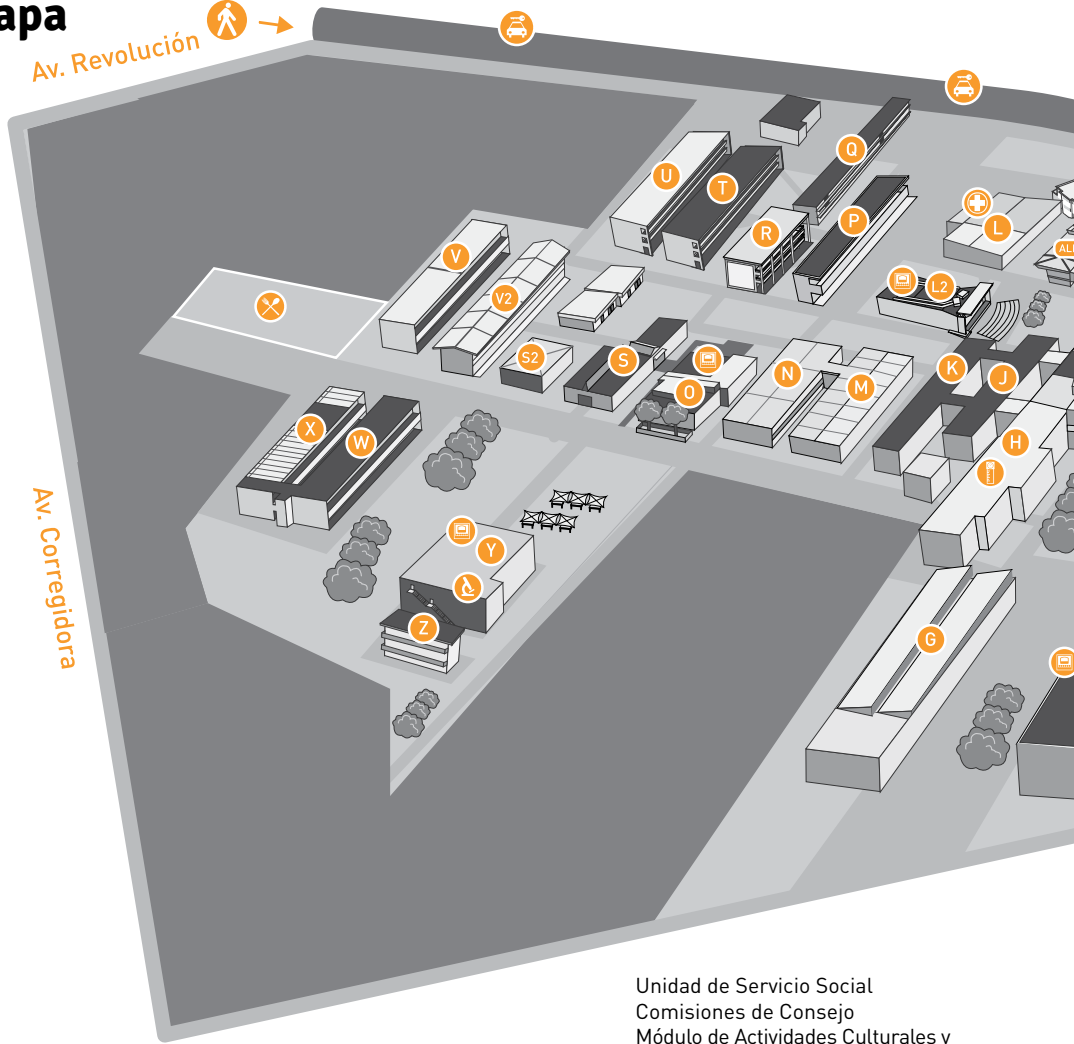 apa
Av. Revolución
Q
U
T
P
R
L
V
AL
L2
V2
S2
S
K
N
J
M
O
X
H
W
Av. Corregidora
Y
Z
G
Unidad de Servicio Social
Comisiones de Consejo
Módulo de Actividades Culturales y